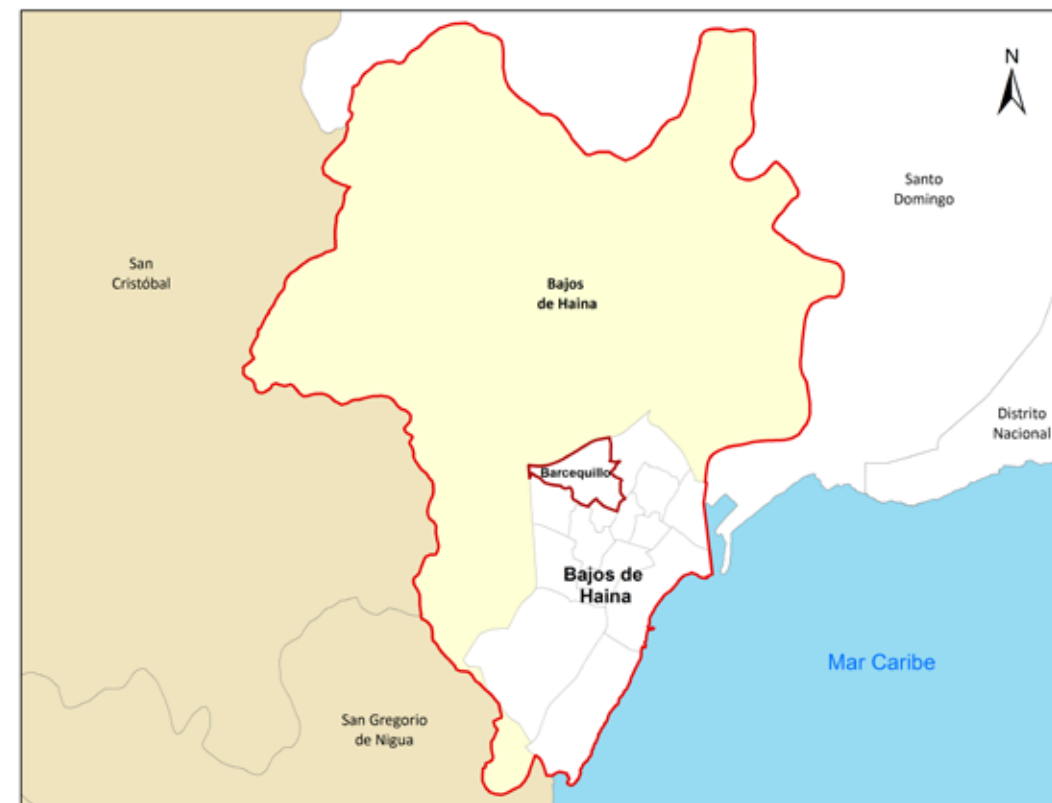 N
Santo
Domingo
San
Cristóbal
Bajos
de Haina
Distrito
Nacional
Barcequillo
Bajos de
Haina
Mar Caribe
San Gregorio
de Nigua